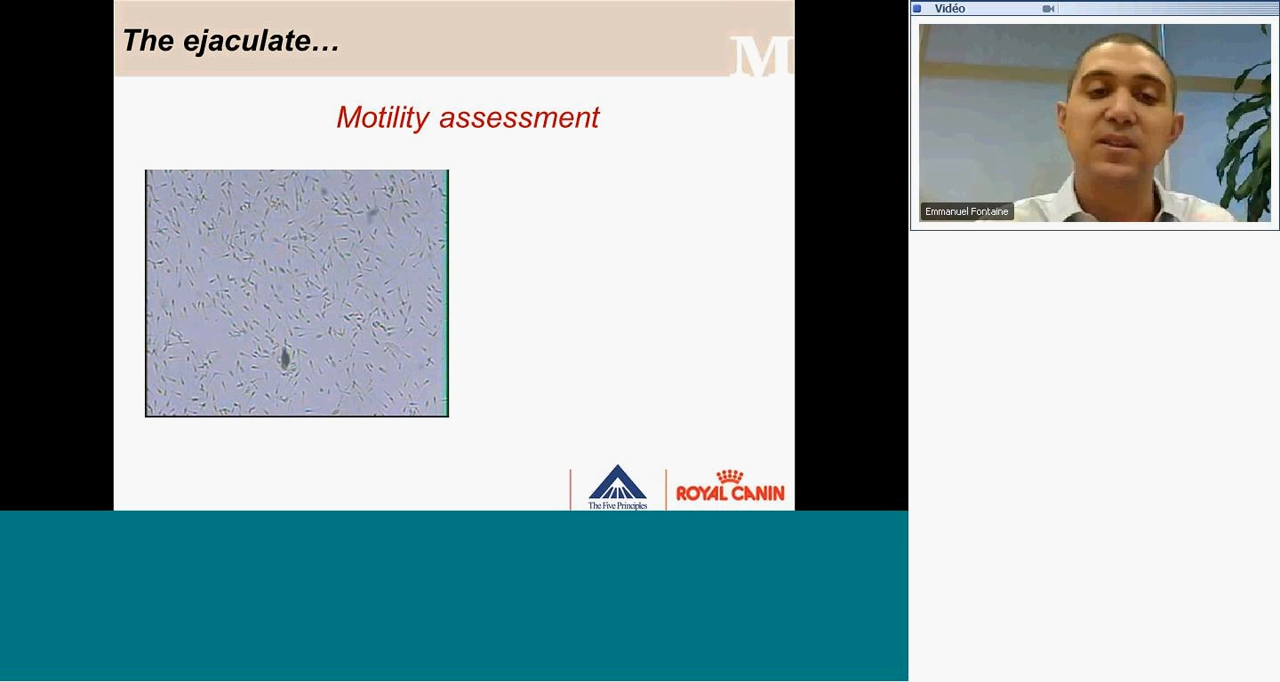 The ejaculate…
M
Motility assessment
The Five Principles
ROYAL CANIN
Vidéo
Emmanuel Fontaine